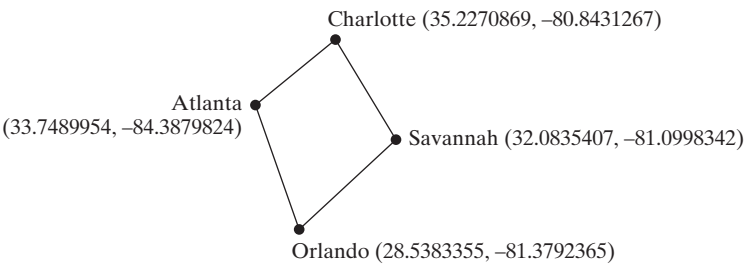 Charlotte (35.2270869, –80.8431267)
Atlanta
(33.7489954, –84.3879824)
Savannah (32.0835407, –81.0998342)
Orlando (28.5383355, –81.3792365)